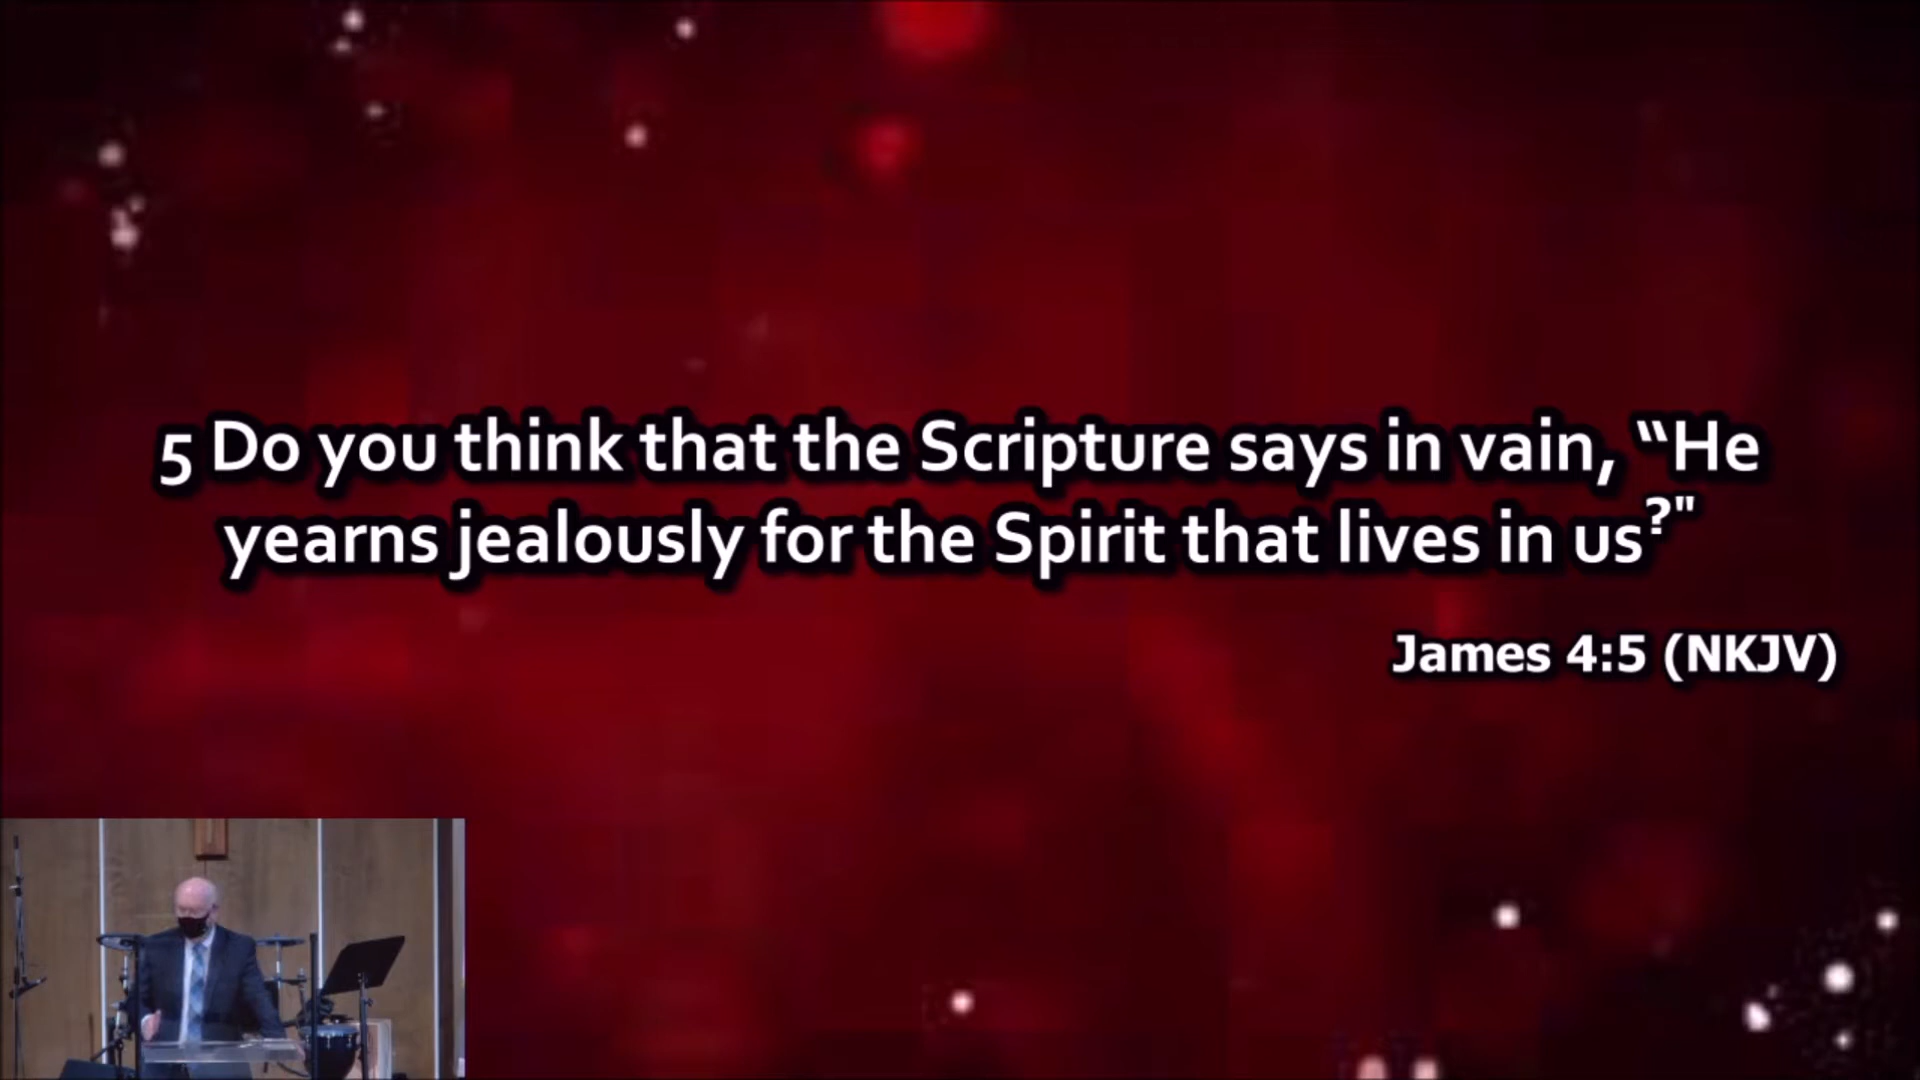 5 Do you think that the Scripture says in vain, “He
yearns jealously for the Spirit that lives in us?"
James 4:5 (NKJV)